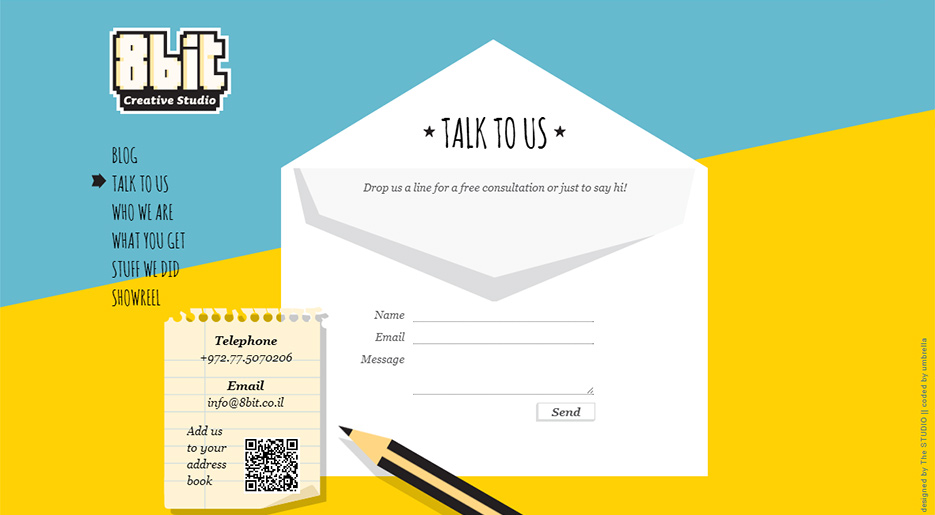 8bit
Creative Studio
BLOG
TALK TO US
WHO WE ARE
WHAT YOU GET
STUFF WE DID
SHOWREEL
★ TALK TO US ★
Drop us a line for a free consultation or just to say hi!
Name
Email
Message
Send
Telephone
+972.77.5070206
Email
info@8bit.co.il
Add us
to your
address
book
designed by The STUDIO || coded by umbrella